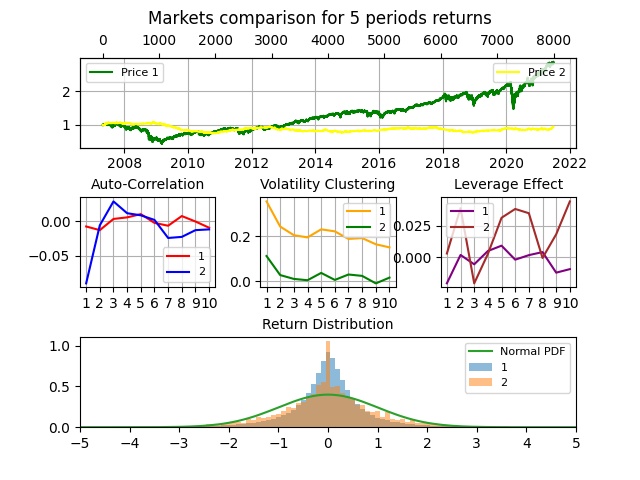 Markets comparison for 5 periods returns
0 1000 2000 3000 4000 5000 6000 7000 8000
Price 1
Price 2
2
1
2008 2010 2012 2014 2016 2018 2020 2022
Auto-Correlation
Volatility Clustering
Leverage Effect
0.00
−0.05
1
2
1 2 3 4 5 6 7 8 9 10
0.2
0.0
1
2
1 2 3 4 5 6 7 8 9 10
0.025
0.000
1
2
1 2 3 4 5 6 7 8 9 10
Return Distribution
1.0
0.5
0.0
Normal PDF
1
2
−5 −4 −3 −2 −1 0 1 2 3 4 5